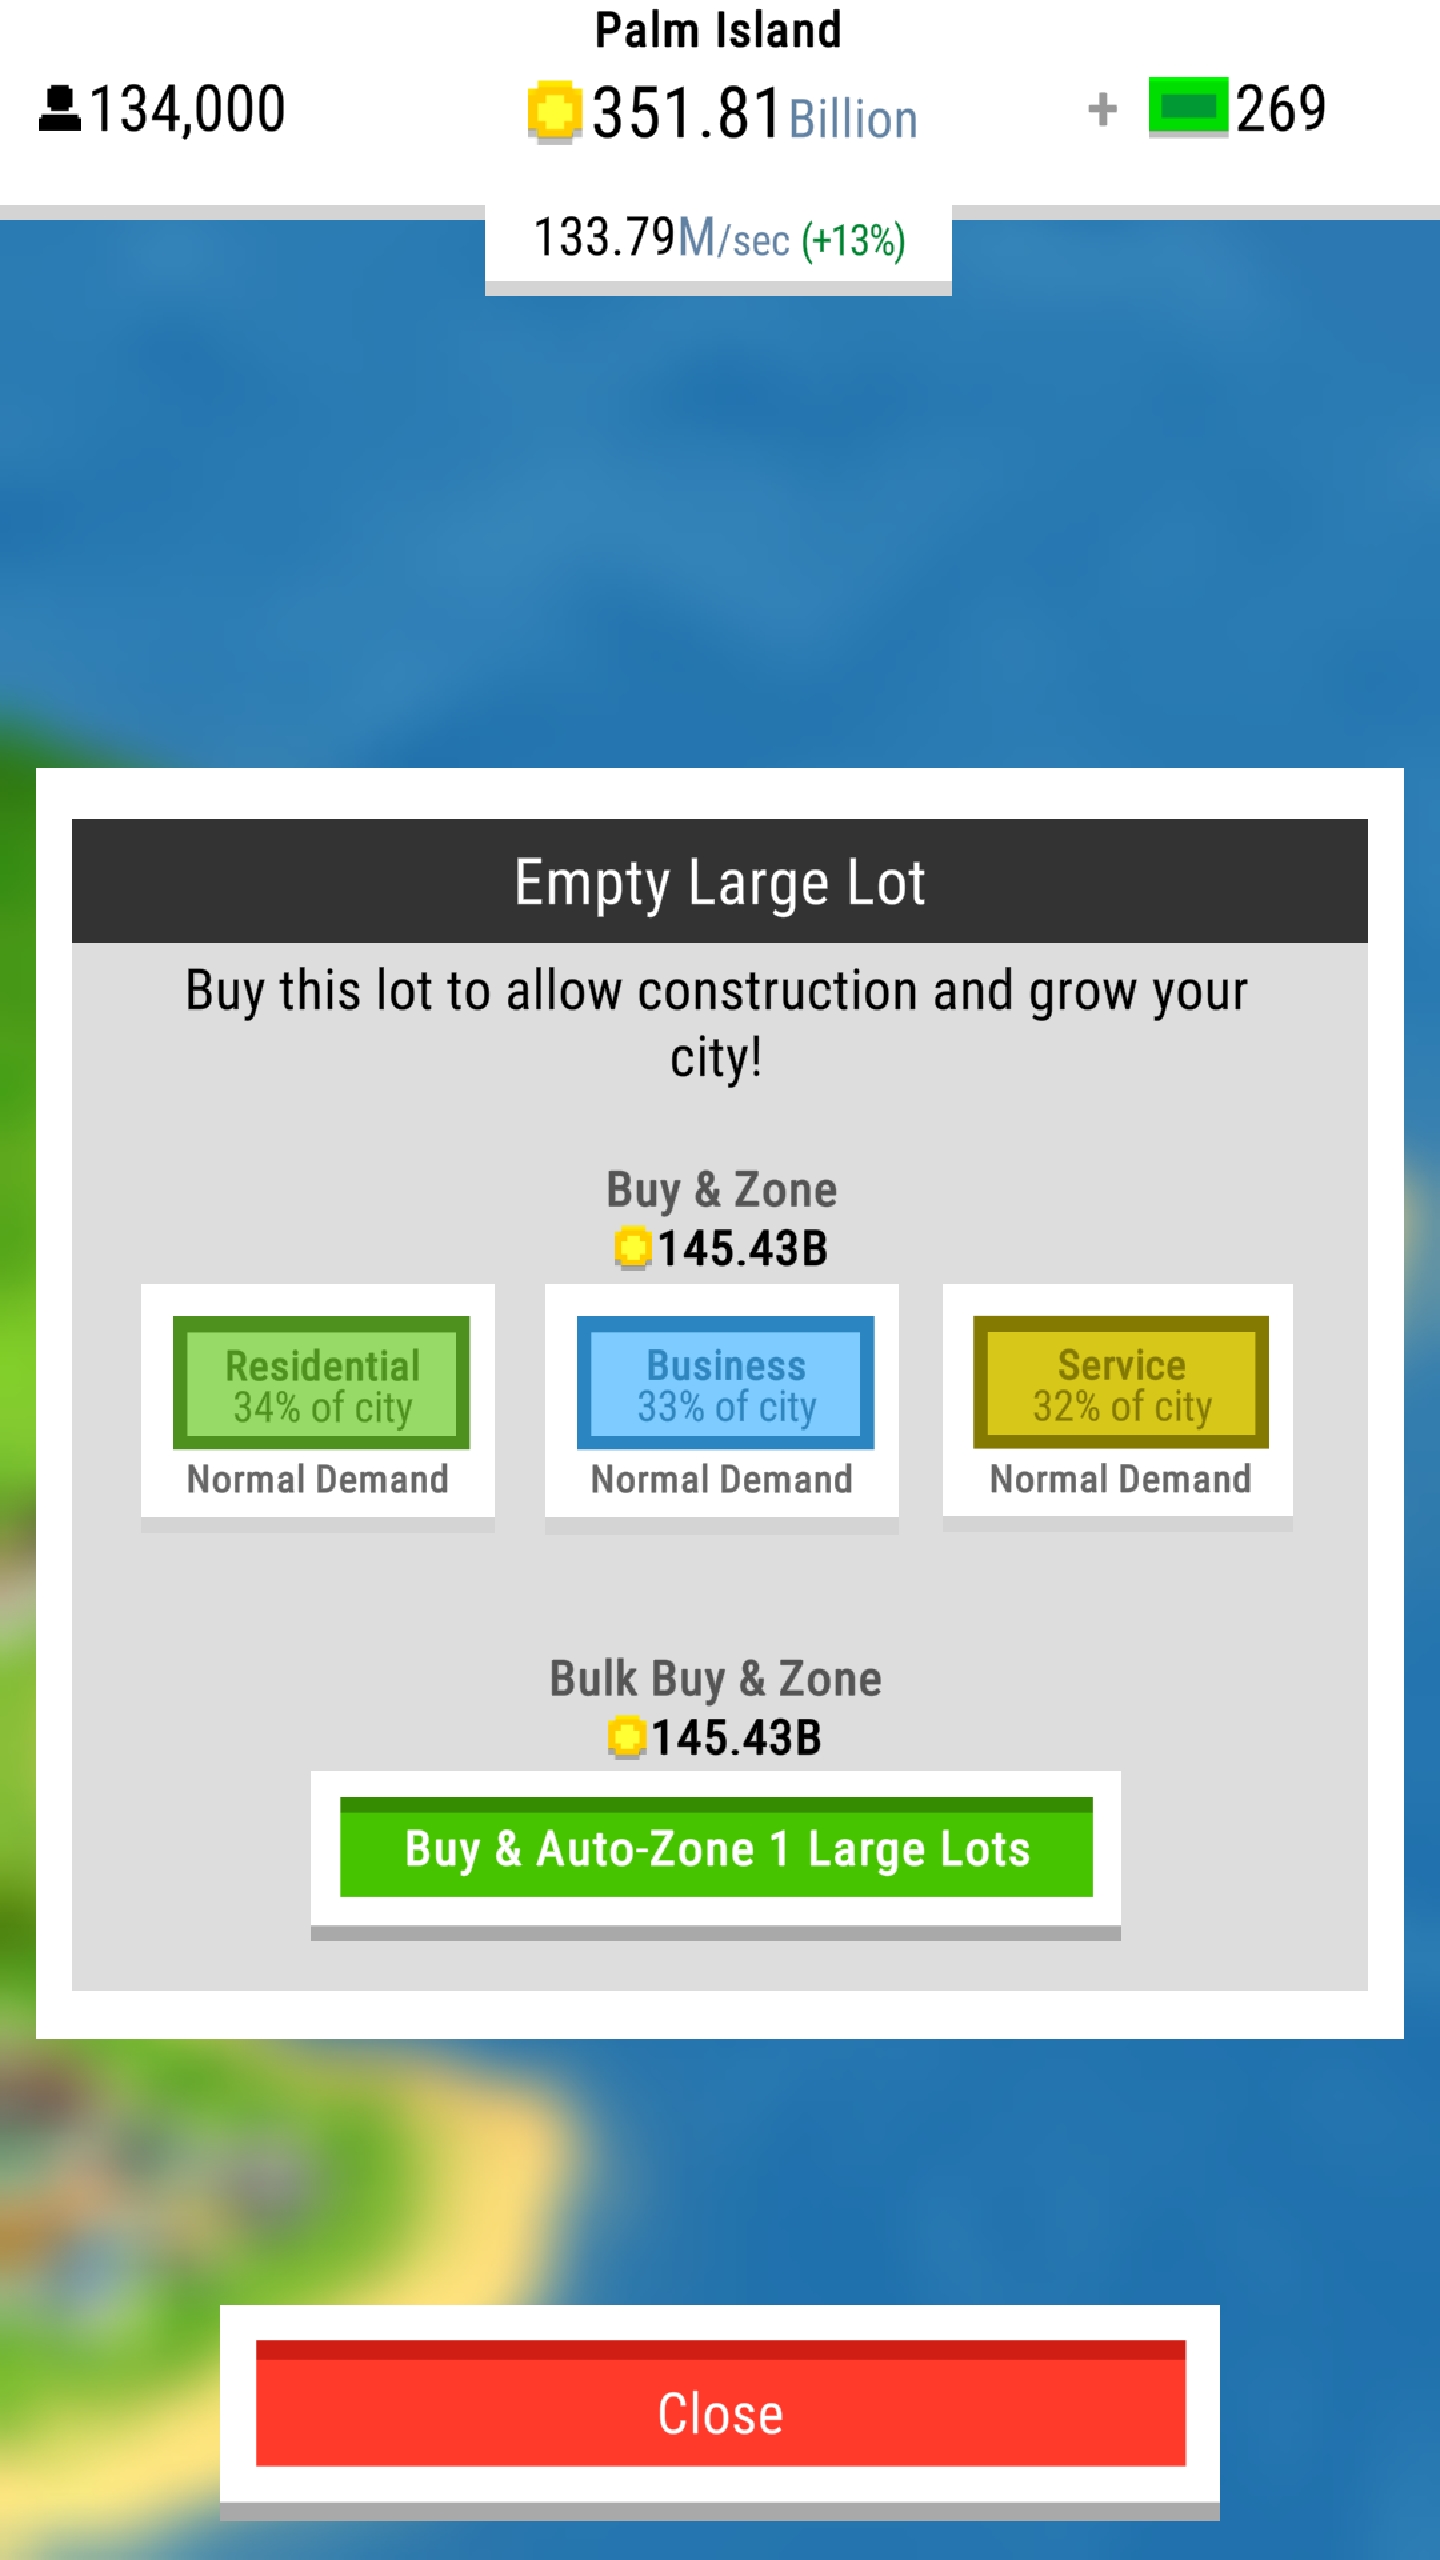 Palm Island
134,000
351.81 Billion
+ 269
133.79M/sec (+13%)
Empty Large Lot
Buy this lot to allow construction and grow your
city!
Buy & Zone
145.43B
Residential
34% of city
Normal Demand
Business
33% of city
Normal Demand
Service
32% of city
Normal Demand
Bulk Buy & Zone
145.43B
Buy & Auto-Zone 1 Large Lots
Close